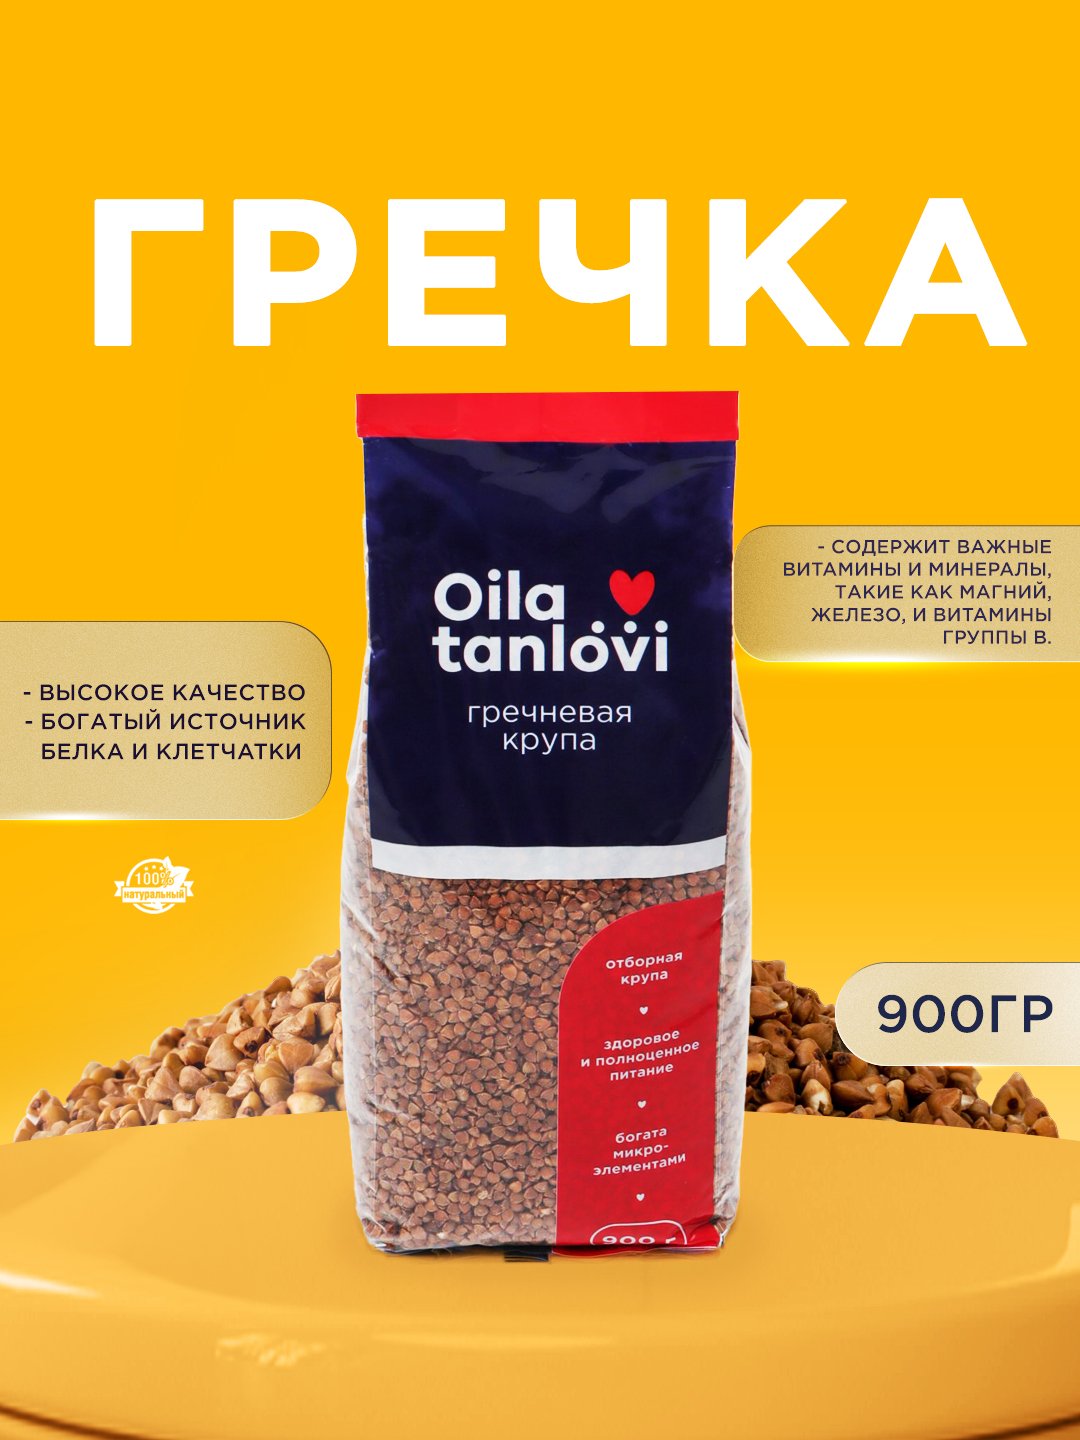 ГРЕЧКА
- СОДЕРЖИТ ВАЖНЫЕ
ВИТАМИНЫ И МИНЕРАЛЫ,
ТАКИЕ КАК МАГНИЙ,
ЖЕЛЕЗО, И ВИТАМИНЫ
ГРУППЫ В.
- ВЫСОКОЕ КАЧЕСТВО
- БОГАТЫЙ ИСТОЧНИК
БЕЛКА И КЛЕТЧАТКИ
Oila
tanlovi
гречневая
крупа
100%
натуральный
отборная
крупа
здоровое
и полноценное
питание
богата
микро-
элементами
900 г
900ГР